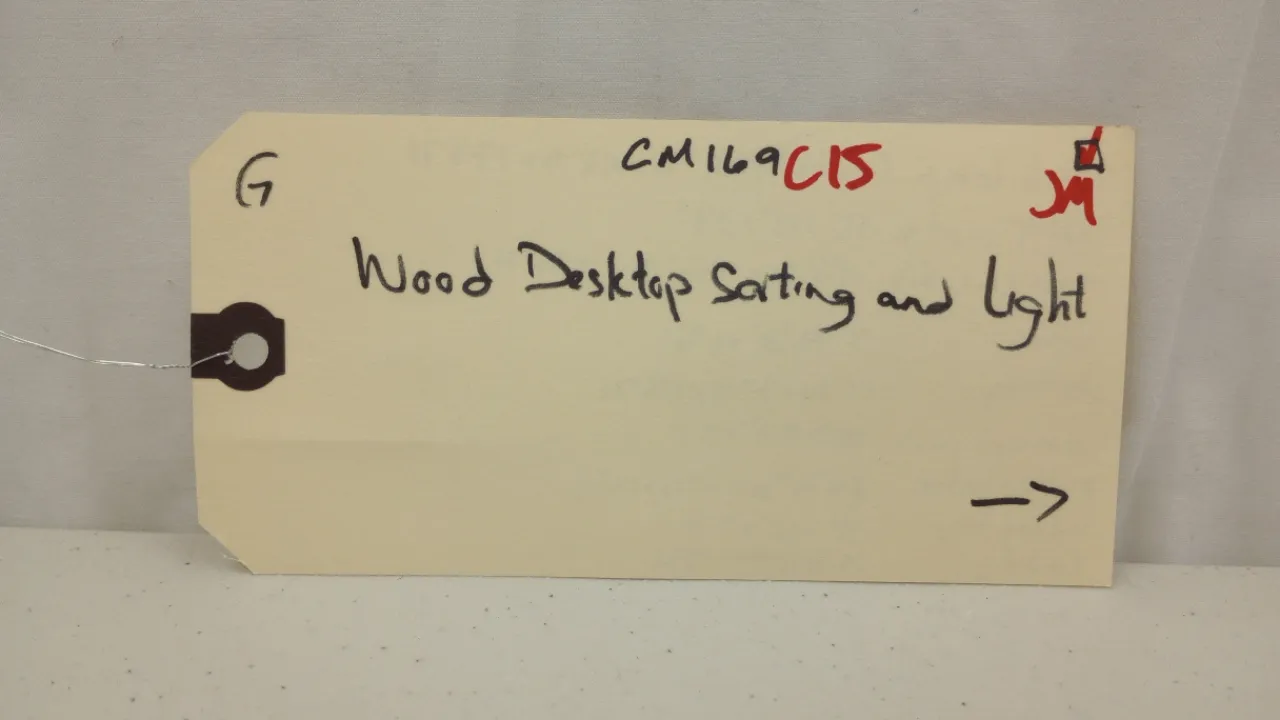 G CM169C15
JM
Wood Desktop Sorting and Light
→